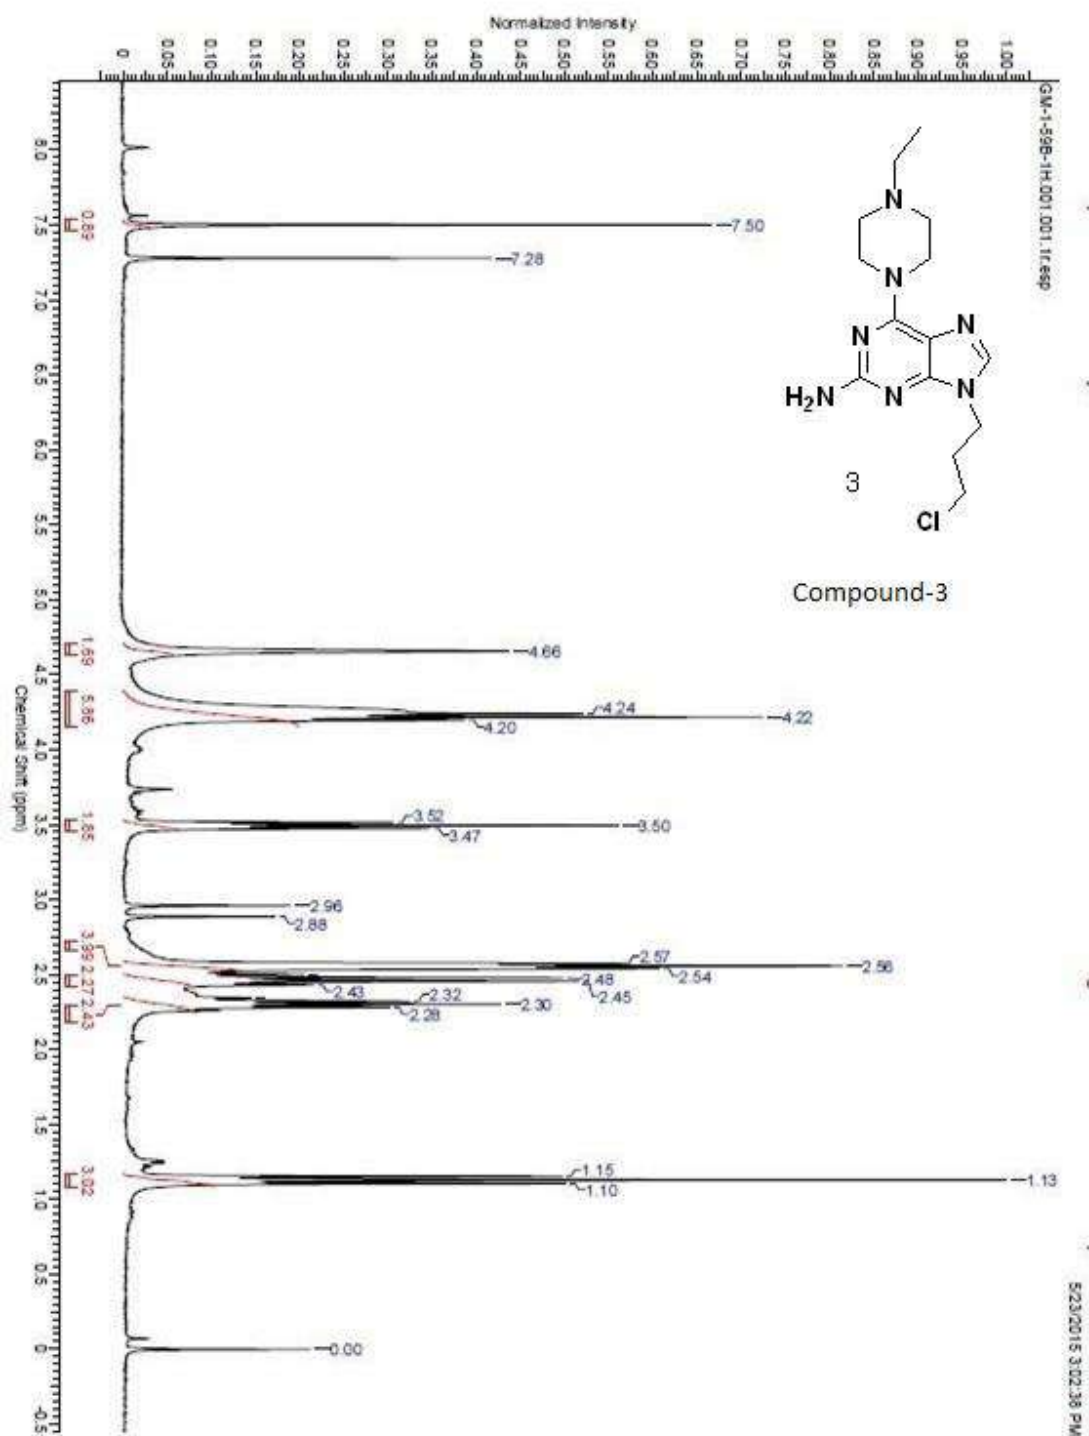 GM-1-59B-1H.001.001.1r.esp
5/23/2015 3:02:38 PM
Normalized Intensity
0 0.05 0.10 0.15 0.20 0.25 0.30 0.35 0.40 0.45 0.50 0.55 0.60 0.65 0.70 0.75 0.80 0.85 0.90 0.95 1.00
N
N
N
N
N
N
H2N
Cl
3
Compound-3
7.50
7.28
4.66
4.24
4.22
4.20
3.52
3.50
3.47
2.96
2.88
2.57
2.56
2.54
2.48
2.45
2.43
2.32
2.30
2.28
1.15
1.13
1.10
0.00
0.89 1.69 5.86 1.85 3.99 2.27 2.43 3.02
8.0 7.5 7.0 6.5 6.0 5.5 5.0 4.5 4.0 3.5 3.0 2.5 2.0 1.5 1.0 0.5 0 -0.5
Chemical Shift (ppm)